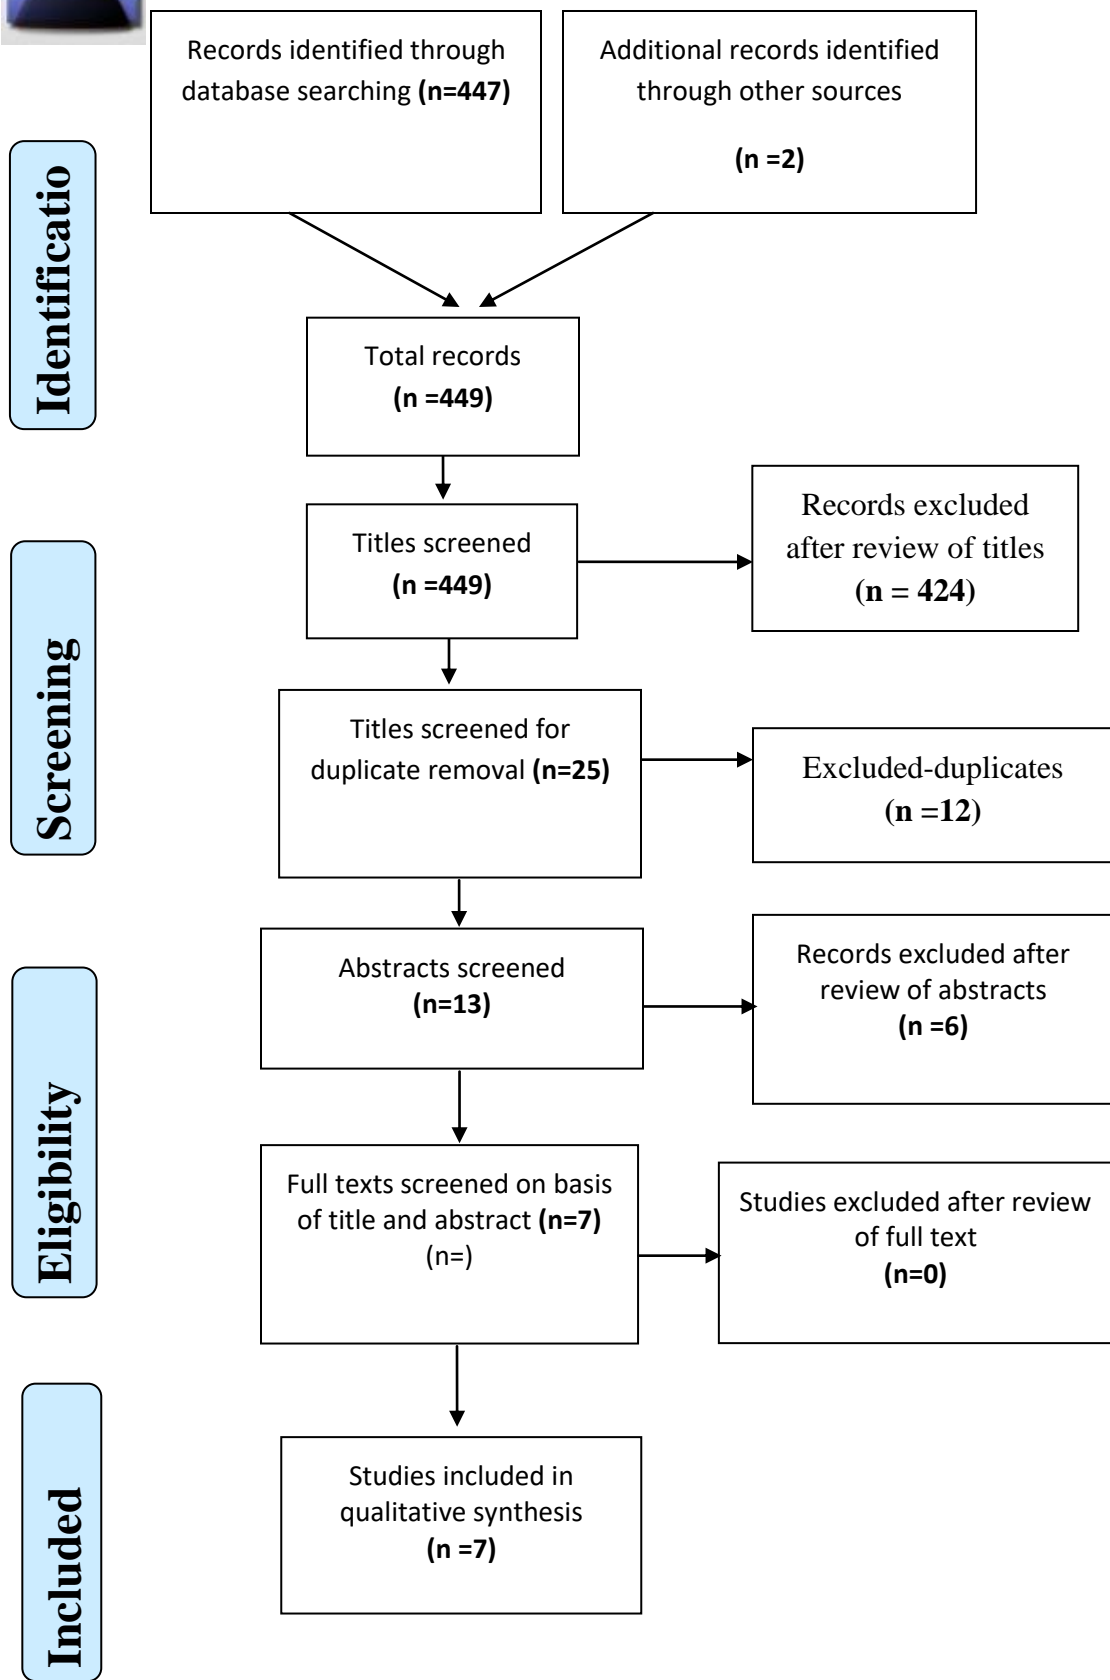 Records identified through
database searching (n=447)
Additional records identified
through other sources
(n =2)
Identificatio
Total records
(n =449)
Titles screened
(n =449)
Records excluded
after review of titles
(n = 424)
Screening
Titles screened for
duplicate removal (n=25)
Excluded-duplicates
(n =12)
Abstracts screened
(n=13)
Records excluded after
review of abstracts
(n =6)
Eligibility
Full texts screened on basis
of title and abstract (n=7)
(n=)
Studies excluded after review
of full text
(n=0)
Included
Studies included in
qualitative synthesis
(n =7)